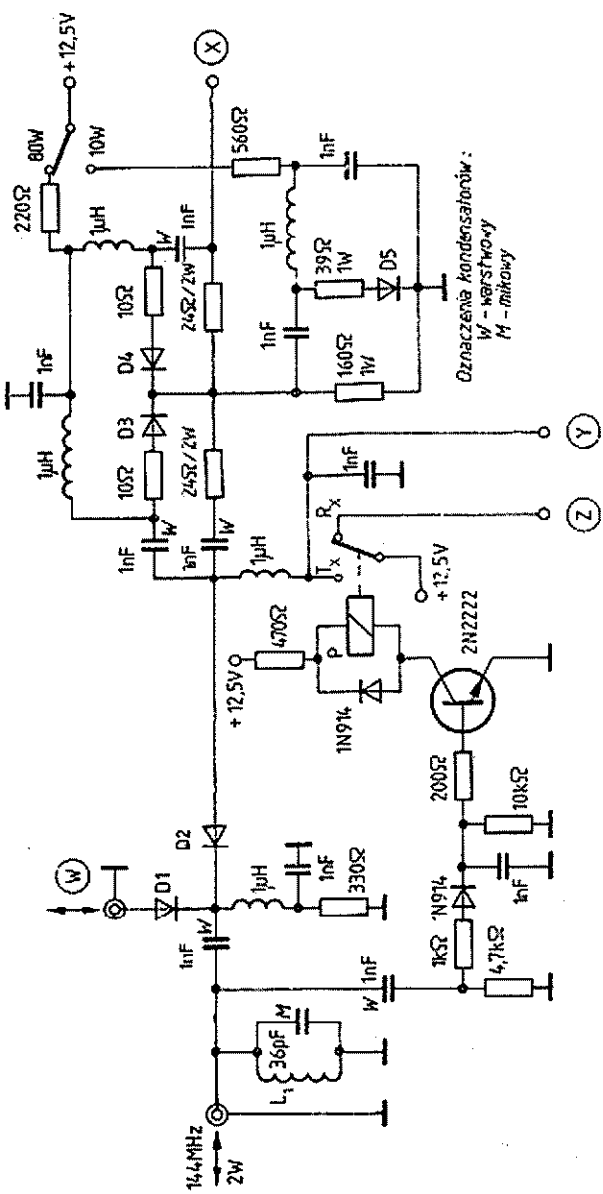 144MHz
2W
L₁
36pF
M
1nF
W
W
D1
1nF
W
1µH
1nF
330Ω
D2
1nF
W
1kΩ
4,7kΩ
1N914
1nF
200Ω
10kΩ
2N2222
+12,5V
470Ω
P
1N914
Tx
Rx
+12,5V
Z
1nF
Y
1µH
1nF
W
1nF
W
1µH
1nF
10Ω
D3
24Ω/2W
D4
10Ω
24Ω/2W
1µH
W
1nF
220Ω
80W
10W
+12,5V
X
560Ω
1nF
1µH
1nF
39Ω
1W
D5
160Ω
1W
Oznaczenia kondensatorów:
W - warstwowy
M - mikowy